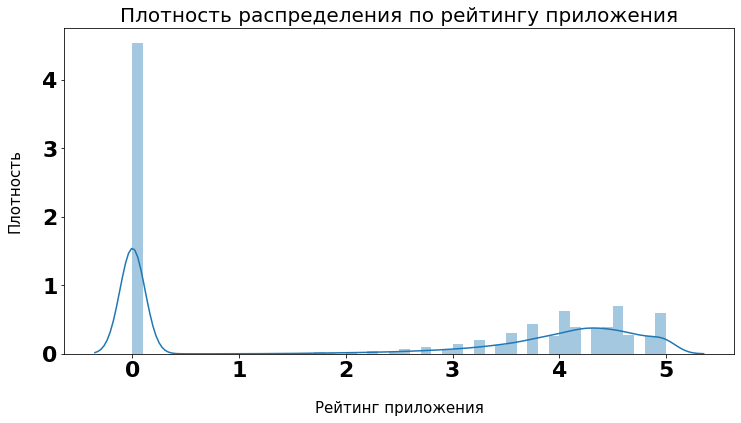 Плотность распределения по рейтингу приложения
Плотность
4
3
2
1
0
0 1 2 3 4 5
Рейтинг приложения